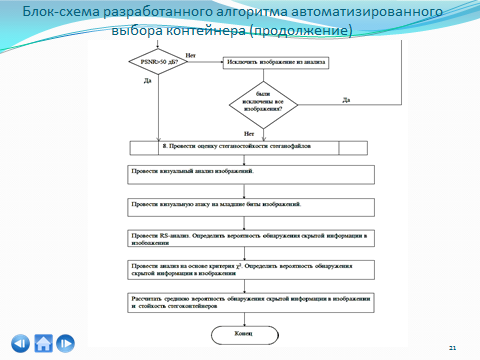 Блок-схема разработанного алгоритма автоматизированного
выбора контейнера (продолжение)
PSNR>50 дБ?
Нет
Исключить изображение из анализа
Да
были
исключены все
изображения?
Да
Нет
8. Провести оценку стеганостойкости стеганофайлов
Провести визуальный анализ изображений.
Провести визуальную атаку на младшие биты изображений.
Провести RS-анализ. Определить вероятность обнаружения скрытой информации в
изображении
Провести анализ на основе критерия χ². Определить вероятность обнаружения
скрытой информации в изображении
Рассчитать среднюю вероятность обнаружения скрытой информации в изображении
и стойкость стегоконтейнеров
Конец
21